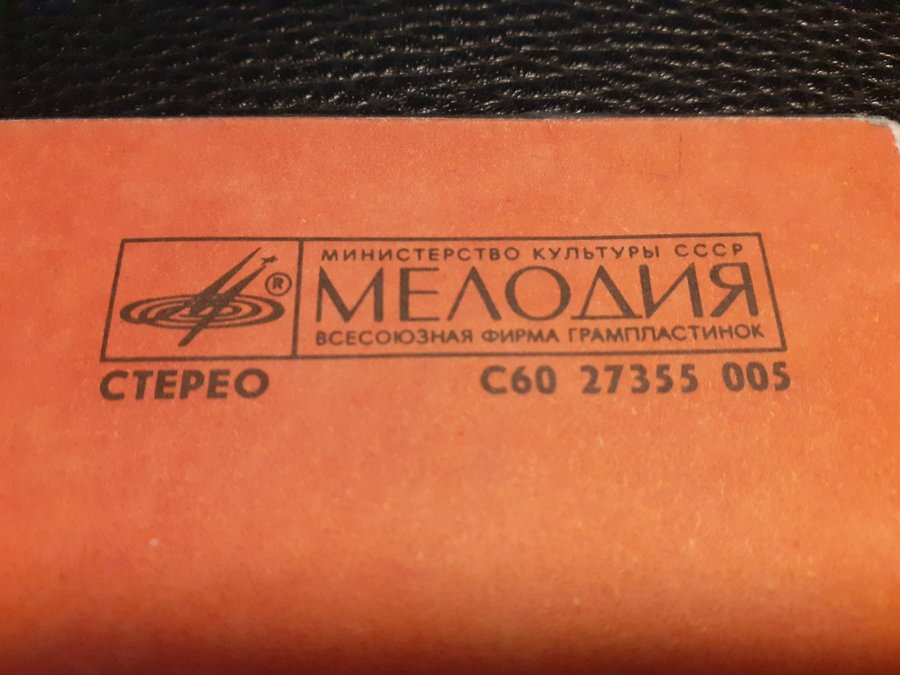 ®
МИНИСТЕРСТВО КУЛЬТУРЫ СССР
МЕЛОДИЯ
ВСЕСОЮЗНАЯ ФИРМА ГРАМПЛАСТИНОК
СТЕРЕО
С60 27355 005